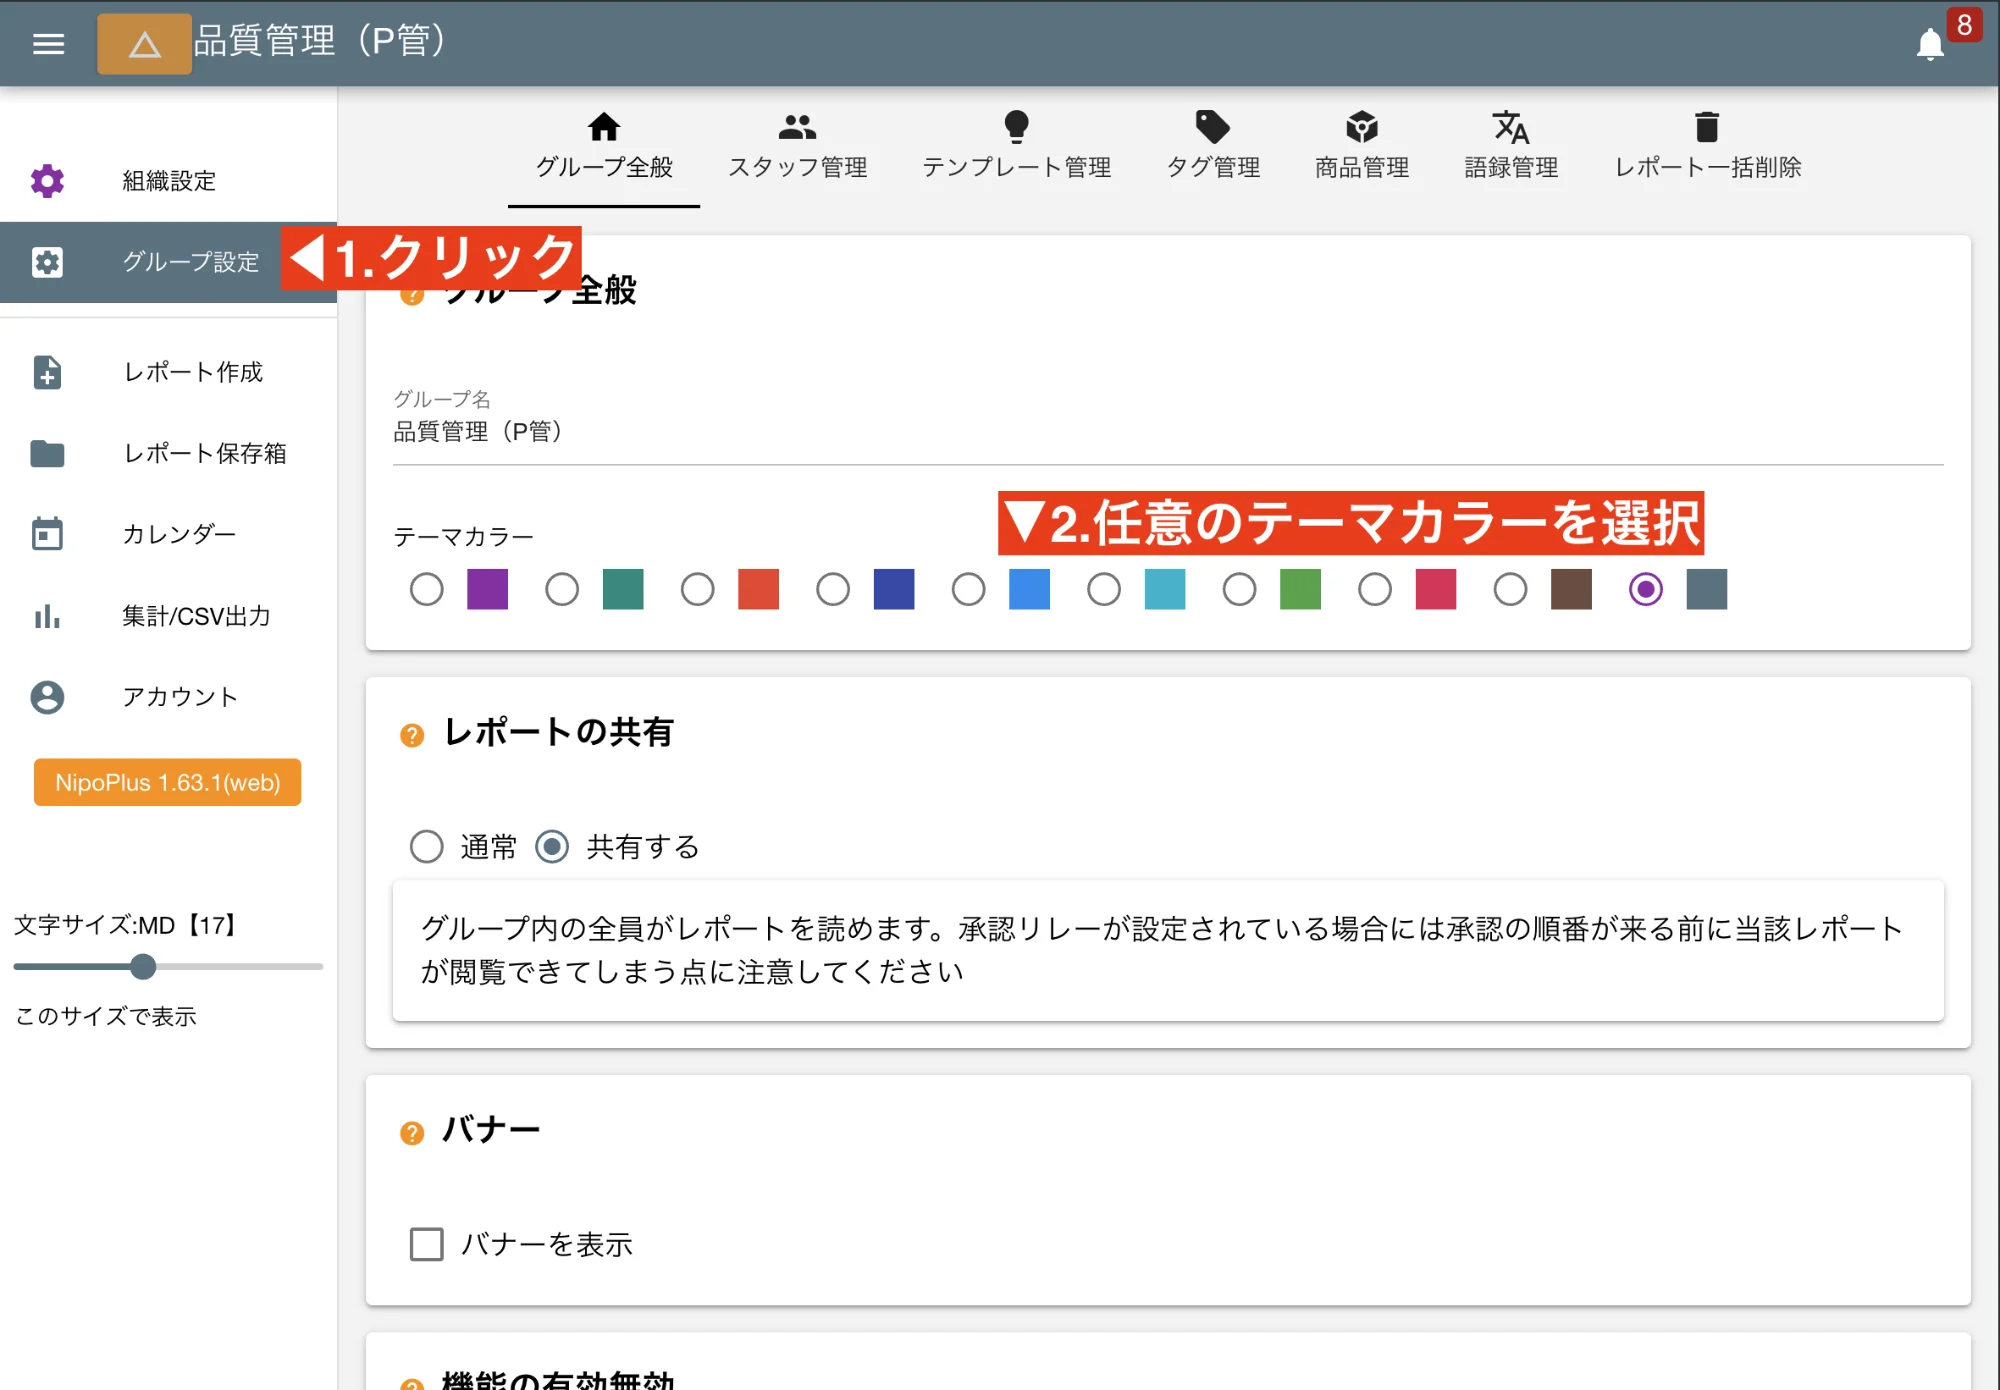 品質管理（P管）
8
組織設定
グループ設定
◀1.クリック
レポート作成
レポート保存箱
カレンダー
集計/CSV出力
アカウント
NipoPlus 1.63.1(web)
文字サイズ:MD【17】
このサイズで表示
グループ全般
スタッフ管理
テンプレート管理
タグ管理
商品管理
語録管理
レポート一括削除
グループ全般
グループ名
品質管理（P管）
▼2.任意のテーマカラーを選択
テーマカラー
レポートの共有
通常 共有する
グループ内の全員がレポートを読めます。承認リレーが設定されている場合には承認の順番が来る前に当該レポート
が閲覧できてしまう点に注意してください
バナー
バナーを表示
機能の有効無効